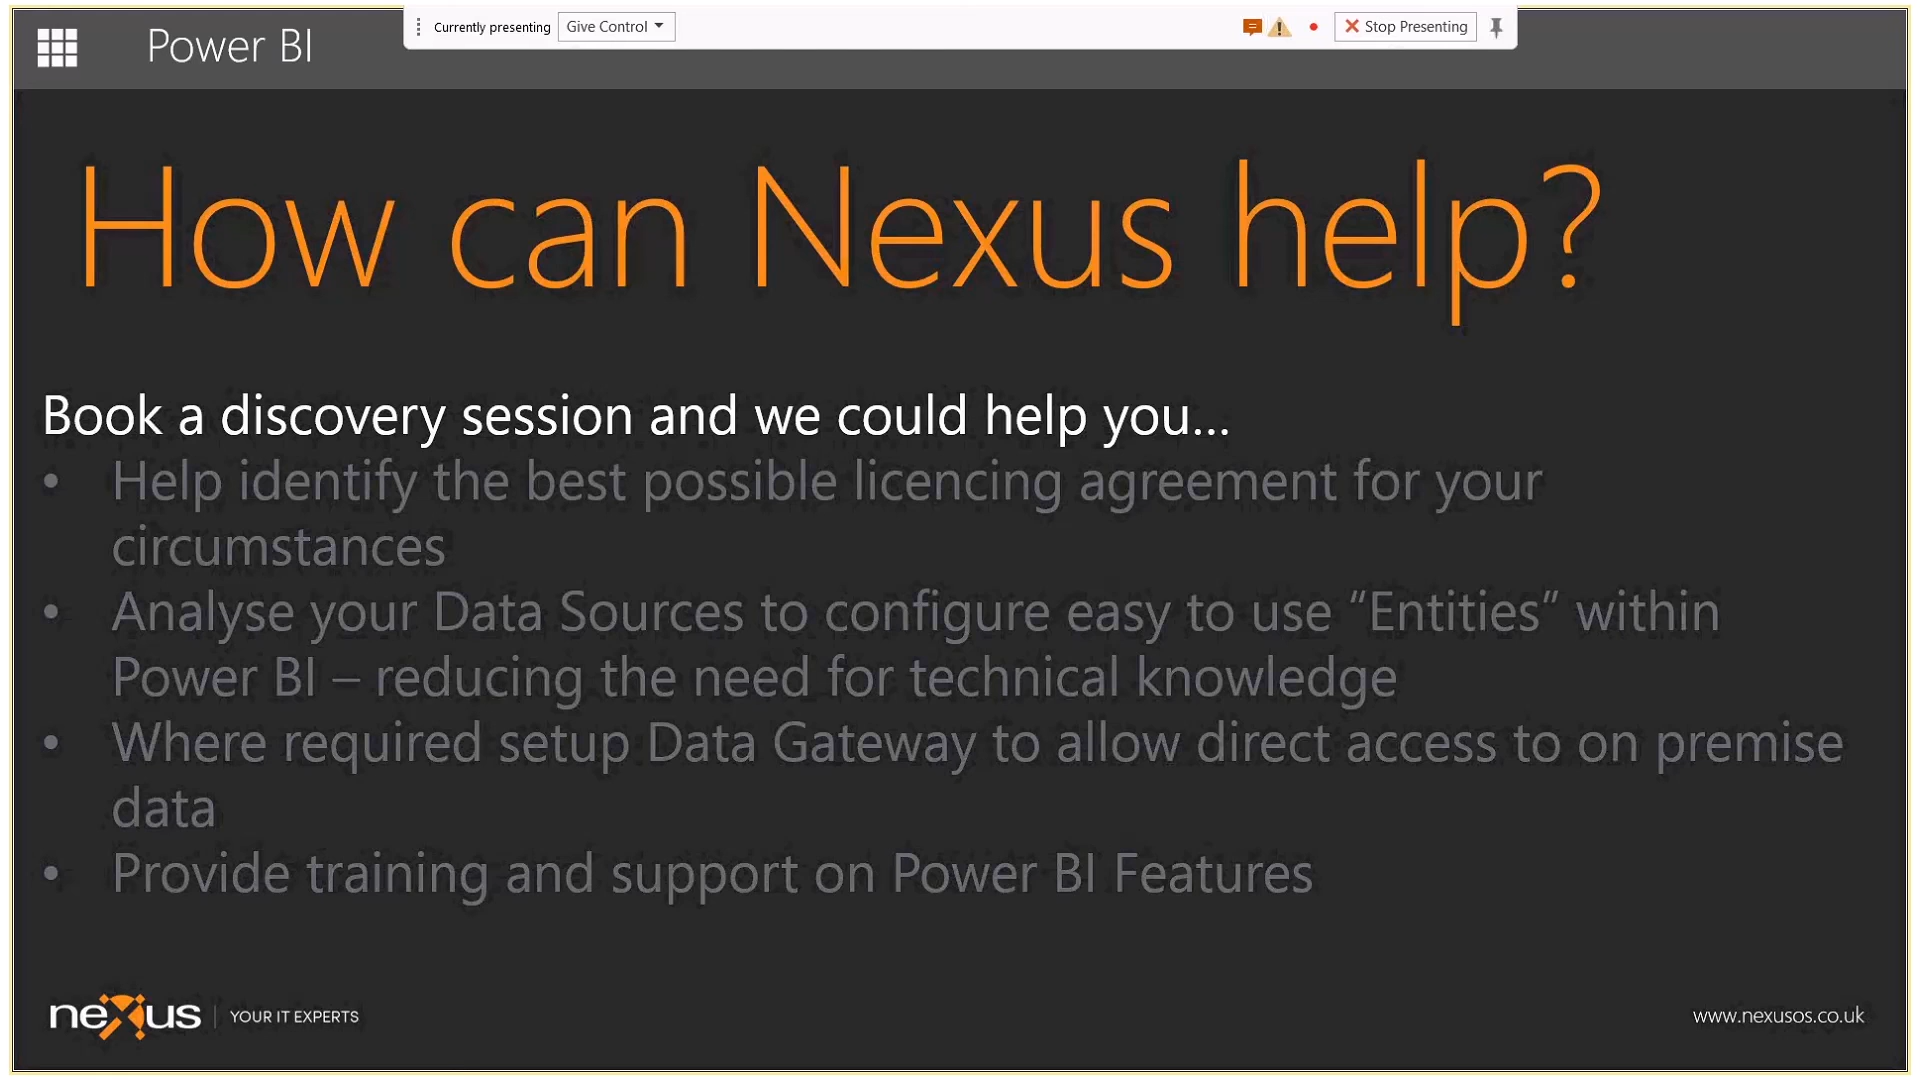 Power BI
Currently presenting Give Control
Stop Presenting
How can Nexus help?
Book a discovery session and we could help you...
• Help identify the best possible licencing agreement for your
circumstances
• Analyse your Data Sources to configure easy to use “Entities” within
Power BI – reducing the need for technical knowledge
• Where required setup Data Gateway to allow direct access to on premise
data
• Provide training and support on Power BI Features
nexus | YOUR IT EXPERTS
www.nexusos.co.uk